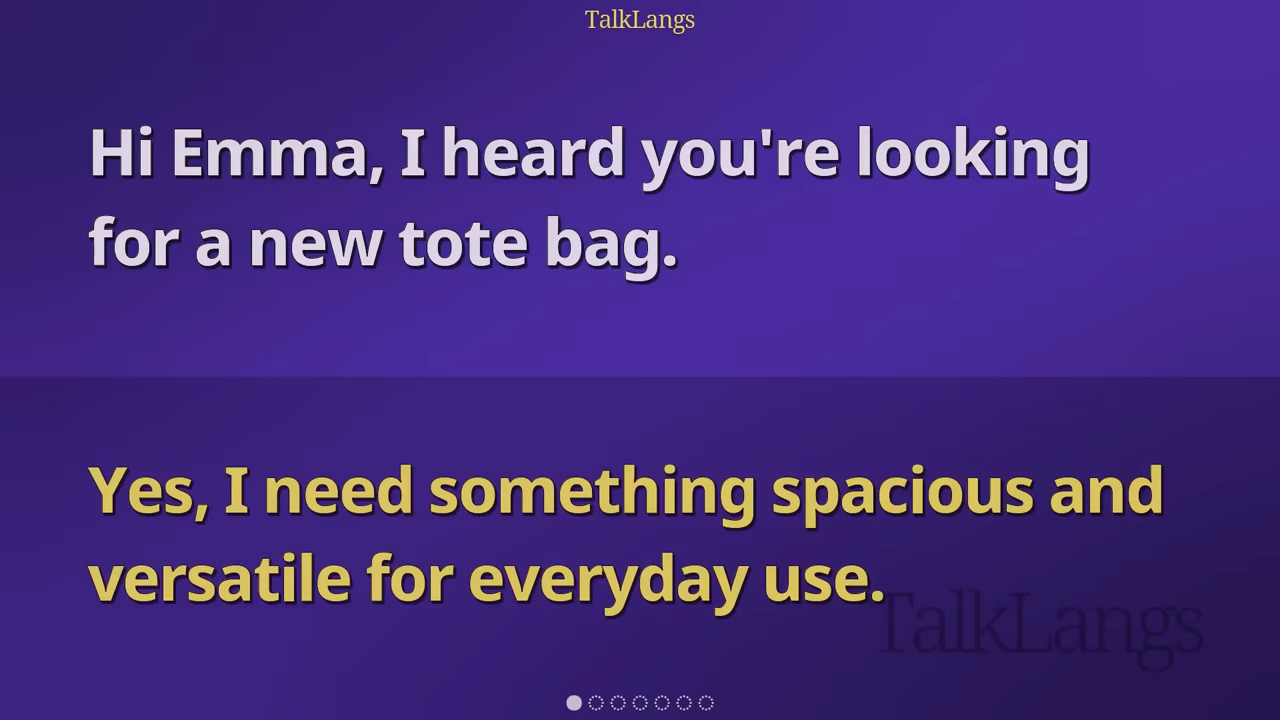 TalkLangs
Hi Emma, I heard you're looking
for a new tote bag.
Yes, I need something spacious and
versatile for everyday use.
TalkLangs